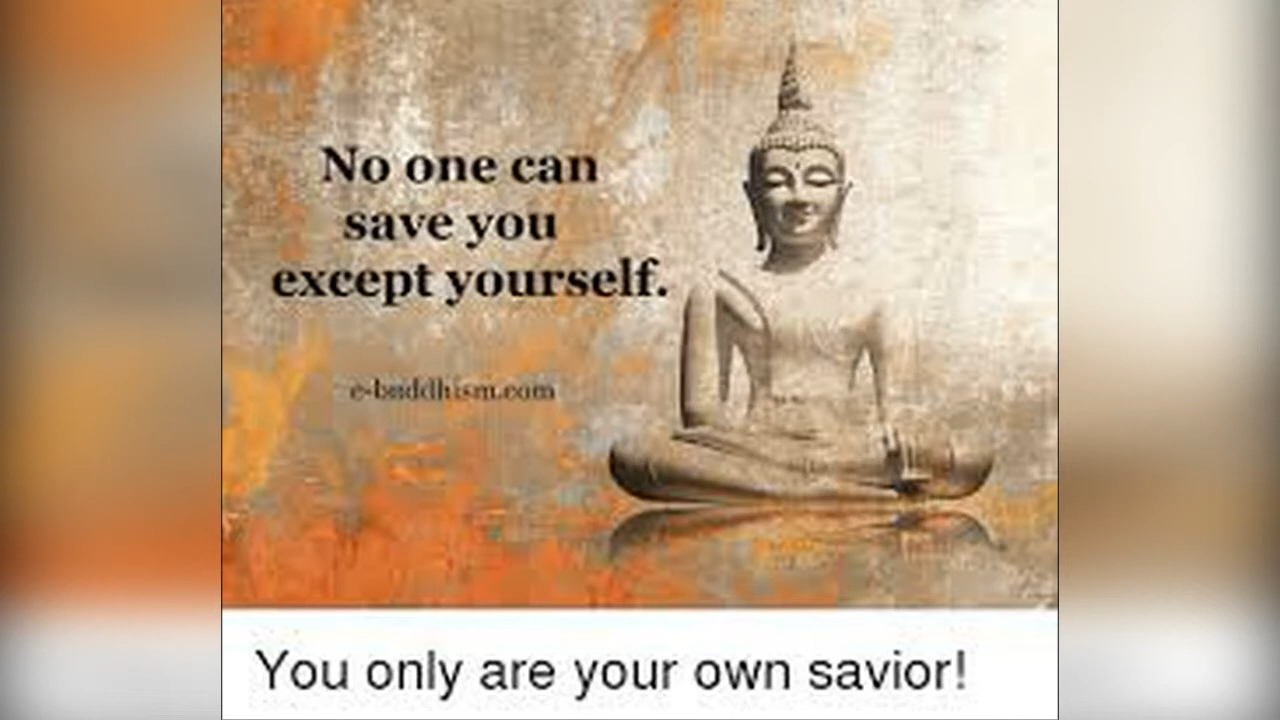 No one can
save you
except yourself.
e-buddhism.com
You only are your own savior!